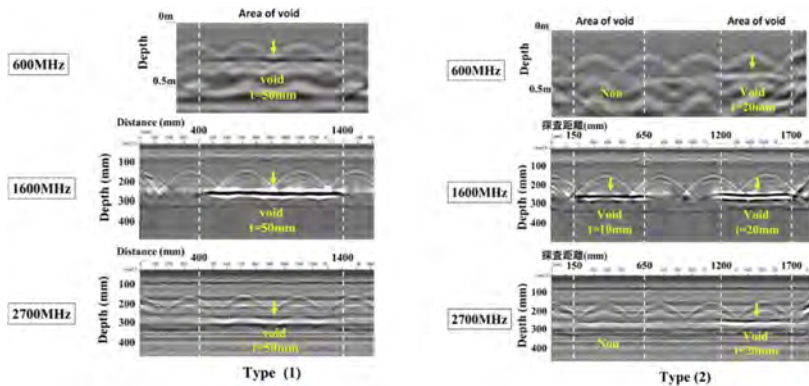 Area of void
0m
600MHz
Depth
0.5m
void
t=50mm
Distance (mm)
400
1400
1600MHz
Depth (mm)
100
200
300
400
void
t=50mm
Distance (mm)
400
1400
2700MHz
Depth (mm)
100
200
300
400
void
t=50mm
Type (1)
Area of void
Area of void
0m
600MHz
Depth
0.5m
Non
Void
t=20mm
探査距離(mm)
150
650
1200
1700
1600MHz
Depth (mm)
100
200
300
400
Void
t=10mm
Void
t=20mm
探査距離(mm)
150
650
1200
1700
2700MHz
Depth (mm)
100
200
300
400
Non
Void
t=20mm
Type (2)